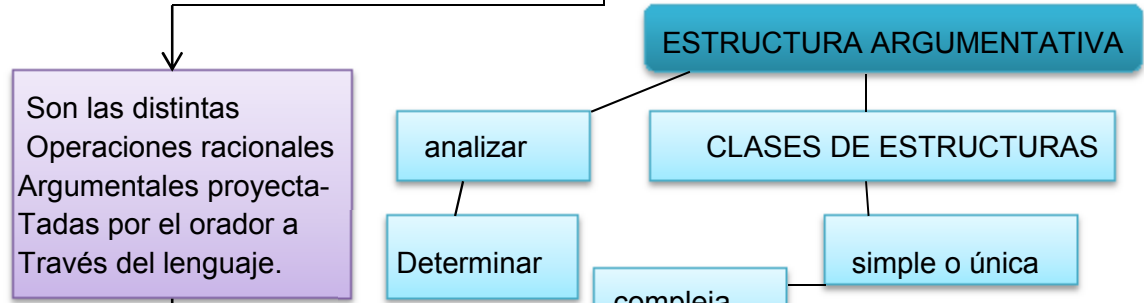 ESTRUCTURA ARGUMENTATIVA
Son las distintas
Operaciones racionales
Argumentales proyecta-
Tadas por el orador a
Través del lenguaje.
analizar
CLASES DE ESTRUCTURAS
Determinar
simple o única
compleja